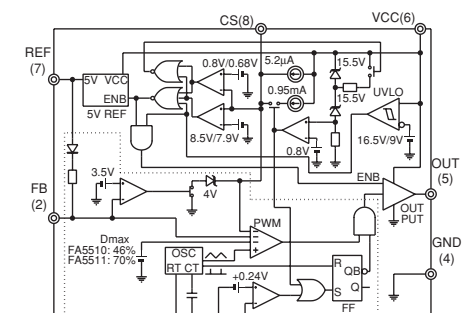 CS(8)
VCC(6)
REF
(7)
0.8V/0.68V
5.2μA
15.5V
5V VCC
ENB
5V REF
0.95mA
15.5V
UVLO
8.5V/7.9V
0.8V
16.5V/9V
OUT
(5)
3.5V
ENB
FB
(2)
4V
OUT
PUT
PWM
Dmax
FA5510: 46%
FA5511: 70%
OSC
RT CT
GND
(4)
+0.24V
R
QB
S
Q
FF